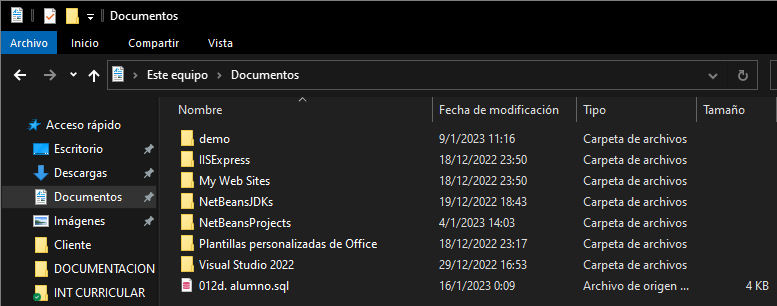 Documentos
Archivo Inicio Compartir Vista
Este equipo Documentos
Nombre Fecha de modificación Tipo Tamaño
Acceso rápido
Escritorio
Descargas
Documentos
Imágenes
Cliente
DOCUMENTACION
INT CURRICULAR
demo 9/1/2023 11:16 Carpeta de archivos
IISExpress 18/12/2022 23:50 Carpeta de archivos
My Web Sites 18/12/2022 23:50 Carpeta de archivos
NetBeansJDKs 19/12/2022 18:43 Carpeta de archivos
NetBeansProjects 4/1/2023 14:03 Carpeta de archivos
Plantillas personalizadas de Office 18/12/2022 23:17 Carpeta de archivos
Visual Studio 2022 29/12/2022 16:53 Carpeta de archivos
012d. alumno.sql 16/1/2023 0:09 Archivo de origen ... 4 KB